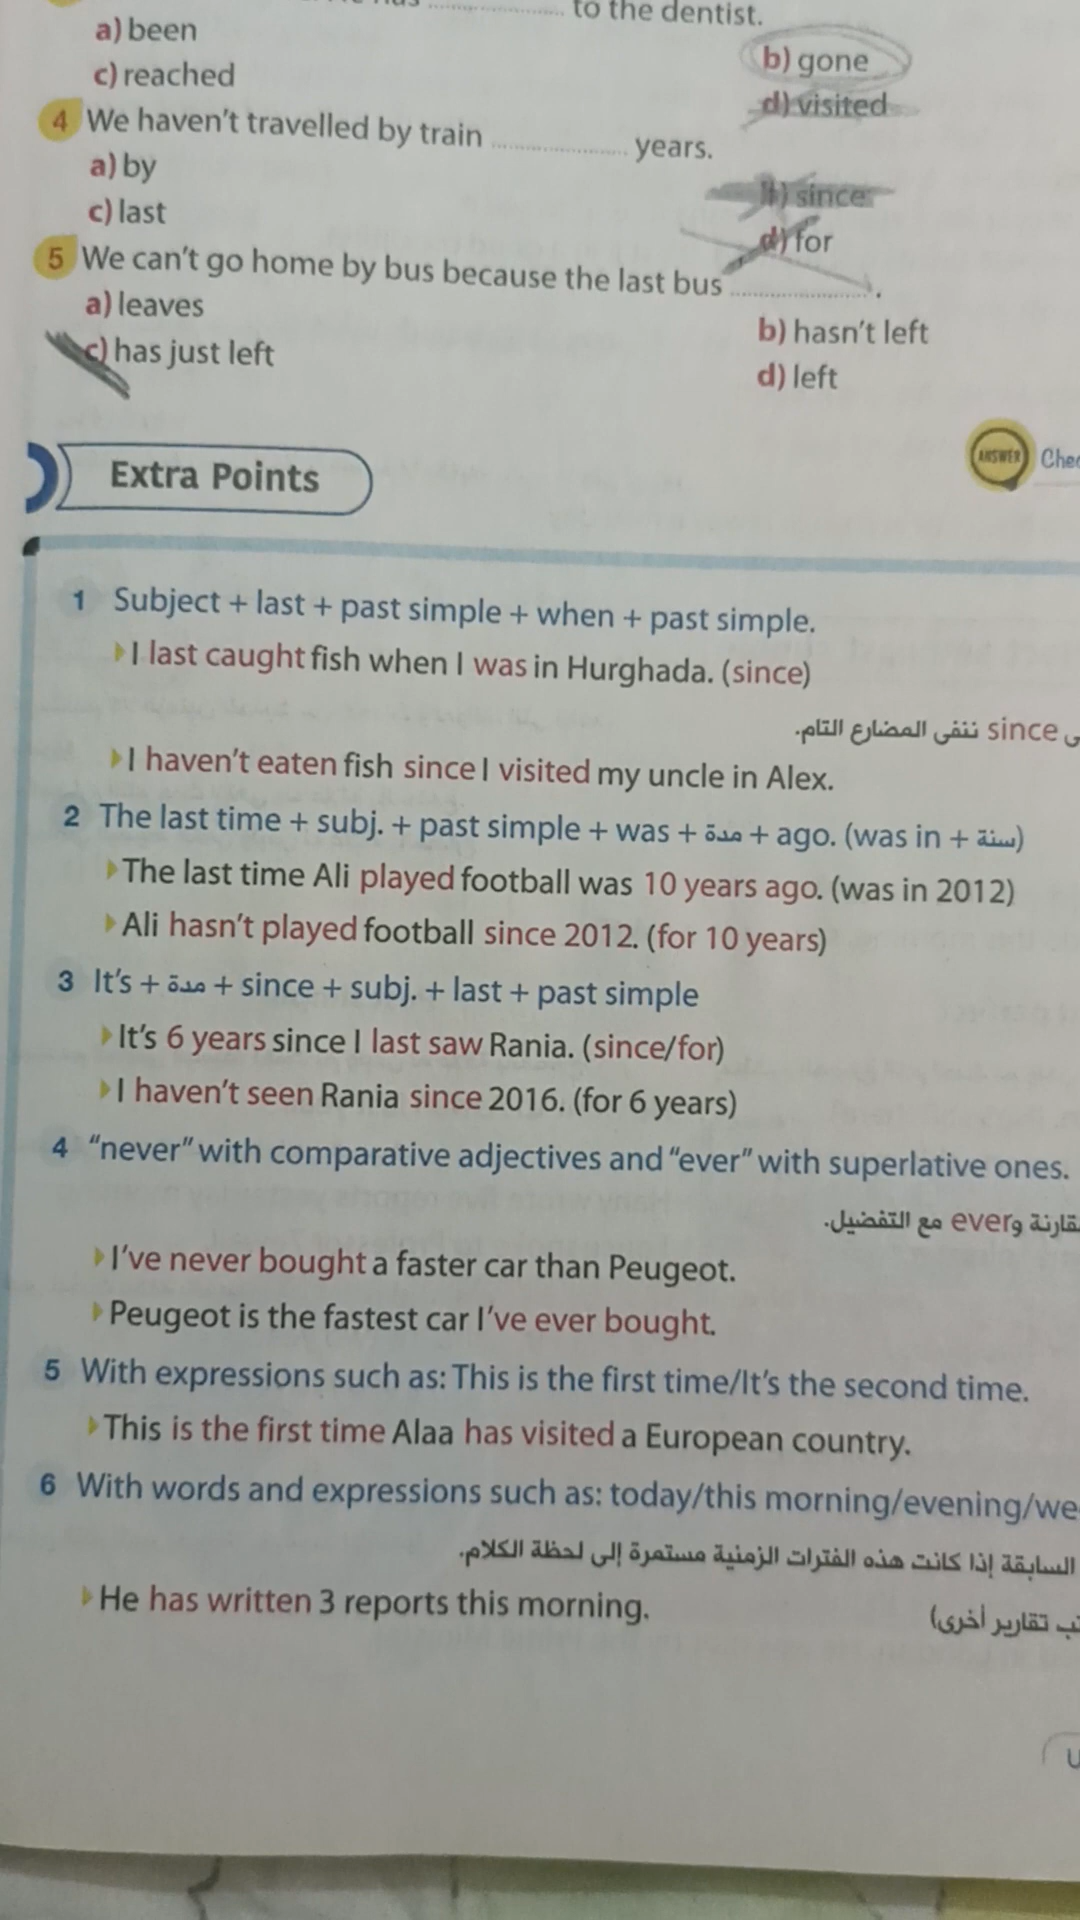 to the dentist.
a) been
b) gone
c) reached
d) visited
4 We haven't travelled by train .................... years.
a) by
b) since
c) last
d) for
5 We can't go home by bus because the last bus .................... .
a) leaves
b) hasn't left
c) has just left
d) left
ANSWER
Extra Points
1 Subject + last + past simple + when + past simple.
I last caught fish when I was in Hurghada. (since)
since ننفى المضارع التام.
I haven't eaten fish since I visited my uncle in Alex.
2 The last time + subj. + past simple + was + مدة + ago. (was in + سنة)
The last time Ali played football was 10 years ago. (was in 2012)
Ali hasn't played football since 2012. (for 10 years)
3 It's + مدة + since + subj. + last + past simple
It's 6 years since I last saw Rania. (since/for)
I haven't seen Rania since 2016. (for 6 years)
4 "never" with comparative adjectives and "ever" with superlative ones.
وever مع التفضيل.
I've never bought a faster car than Peugeot.
Peugeot is the fastest car I've ever bought.
5 With expressions such as: This is the first time/It's the second time.
This is the first time Alaa has visited a European country.
6 With words and expressions such as: today/this morning/evening/we
السابقة إذا كانت هذه الفترات الزمنية مستمرة إلى لحظة الكلام.
He has written 3 reports this morning.
تقارير أخرى)